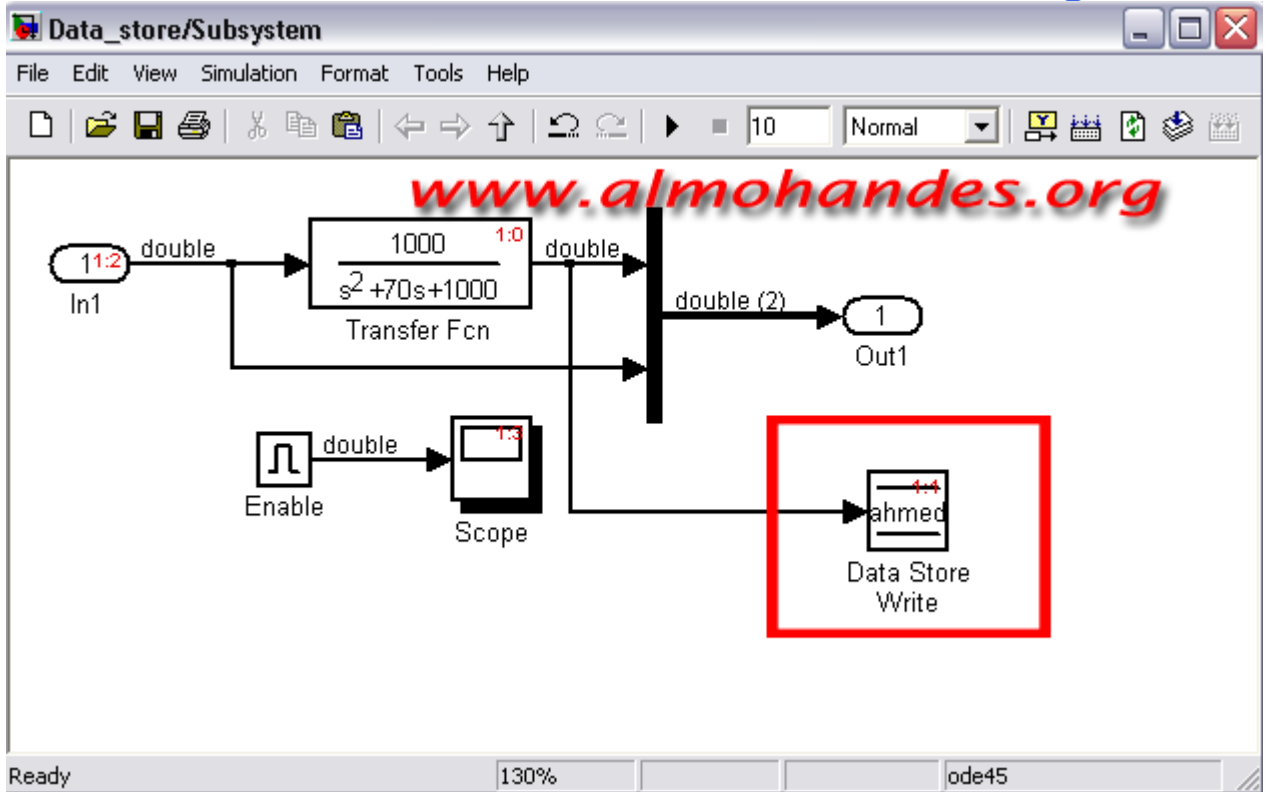 Data_store/Subsystem
File Edit View Simulation Format Tools Help
10 Normal
www.almohandes.org
1 1:2
double
In1
1000
1:0
s2+70s+1000
Transfer Fcn
double
double (2)
1
Out1
Enable
double
1:3
Scope
1:1
ahmed
Data Store
Write
Ready 130% ode45